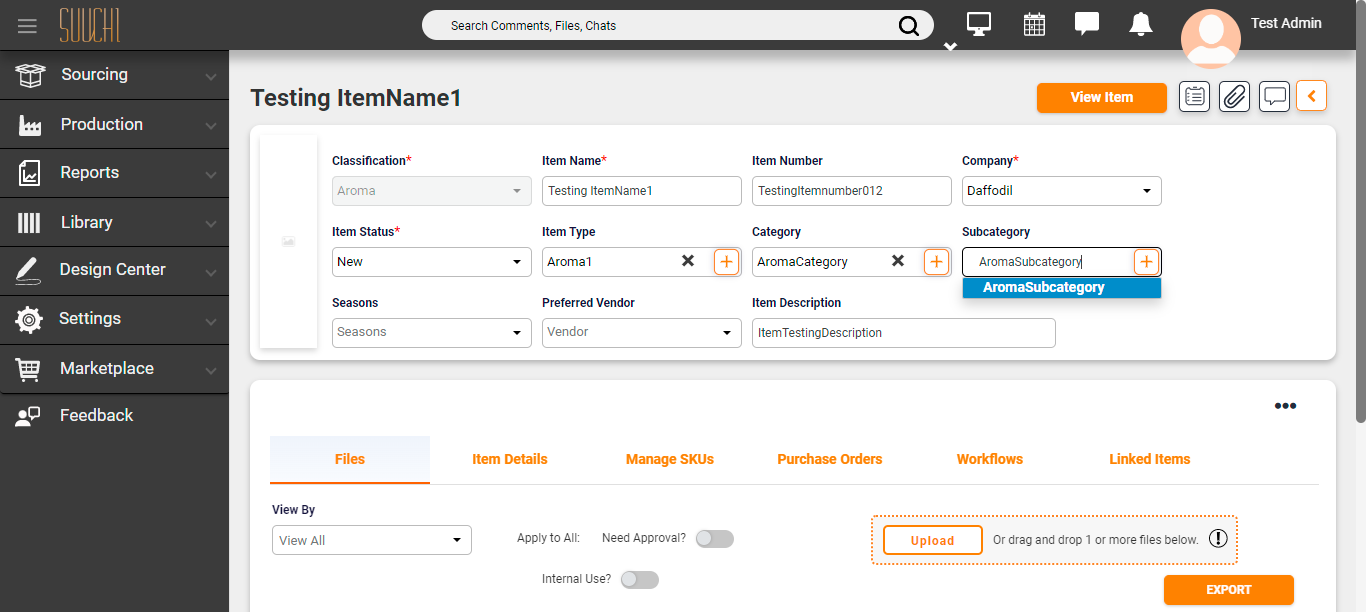 SUUCHI
Search Comments, Files, Chats
Test Admin
Sourcing
Production
Reports
Library
Design Center
Settings
Marketplace
Feedback
Testing ItemName1
View Item
Classification*
Item Name*
Item Number
Company*
Aroma
Testing ItemName1
TestingItemnumber012
Daffodil
Item Status*
Item Type
Category
Subcategory
New
Aroma1
AromaCategory
AromaSubcategory
AromaSubcategory
Seasons
Preferred Vendor
Item Description
Seasons
Vendor
ItemTestingDescription
Files
Item Details
Manage SKUs
Purchase Orders
Workflows
Linked Items
View By
View All
Apply to All:
Need Approval?
Upload
Or drag and drop 1 or more files below.
Internal Use?
EXPORT